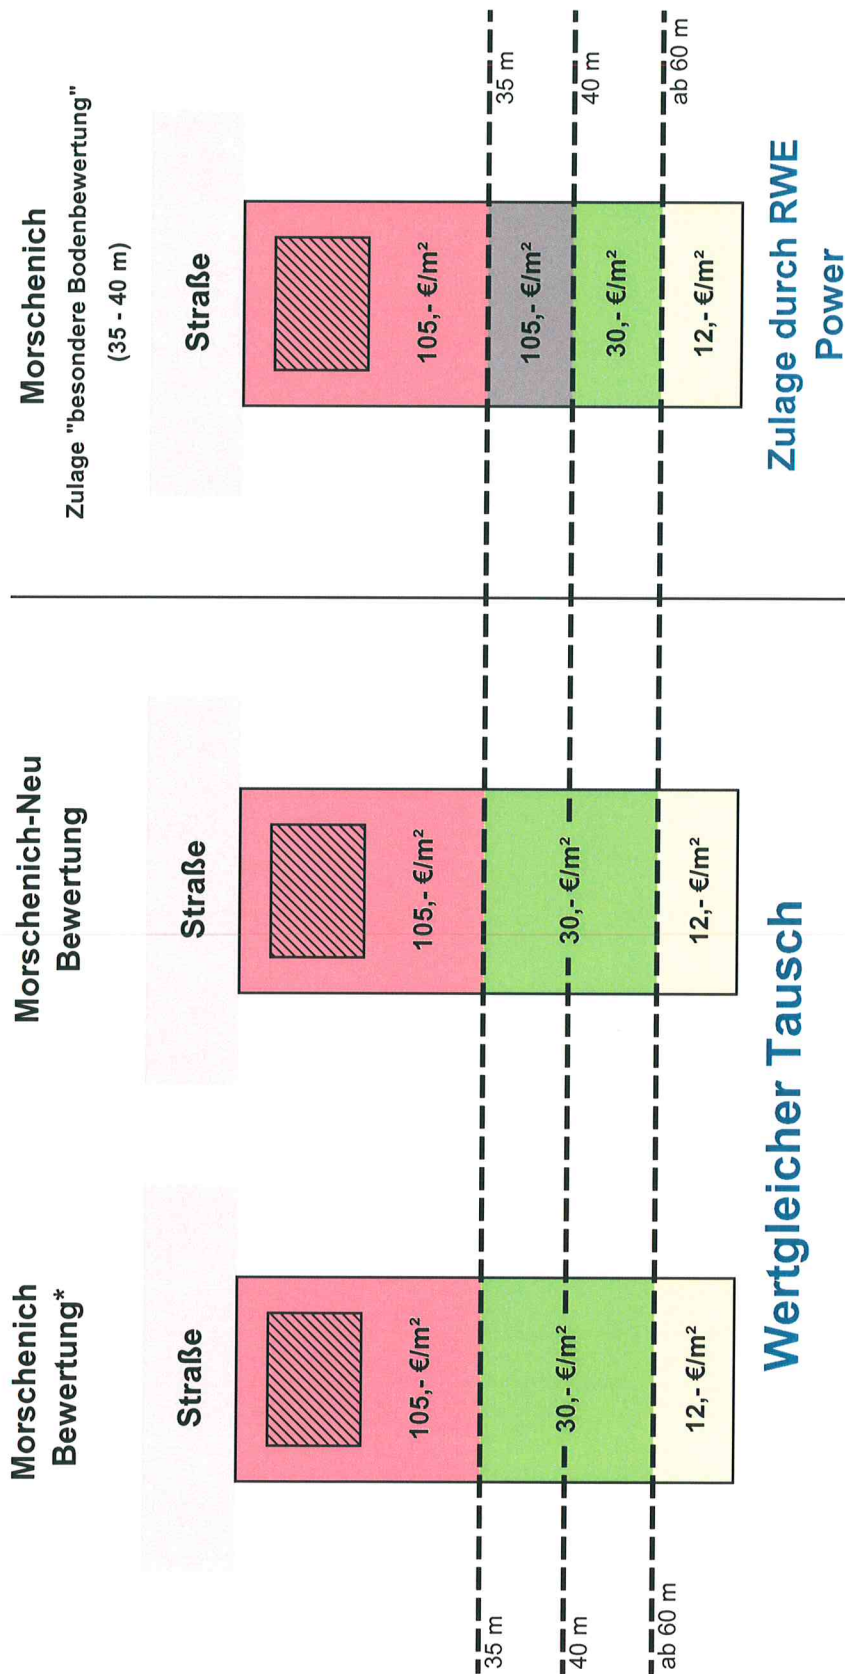 Morschenich
Bewertung*
Straße
105,- €/m²
30,- €/m²
12,- €/m²
35 m
40 m
ab 60 m
Morschenich-Neu
Bewertung
Straße
105,- €/m²
30,- €/m²
12,- €/m²
Wertgleicher Tausch
Morschenich
Zulage "besondere Bodenbewertung"
(35 - 40 m)
Straße
105,- €/m²
105,- €/m²
30,- €/m²
12,- €/m²
35 m
40 m
ab 60 m
Zulage durch RWE
Power